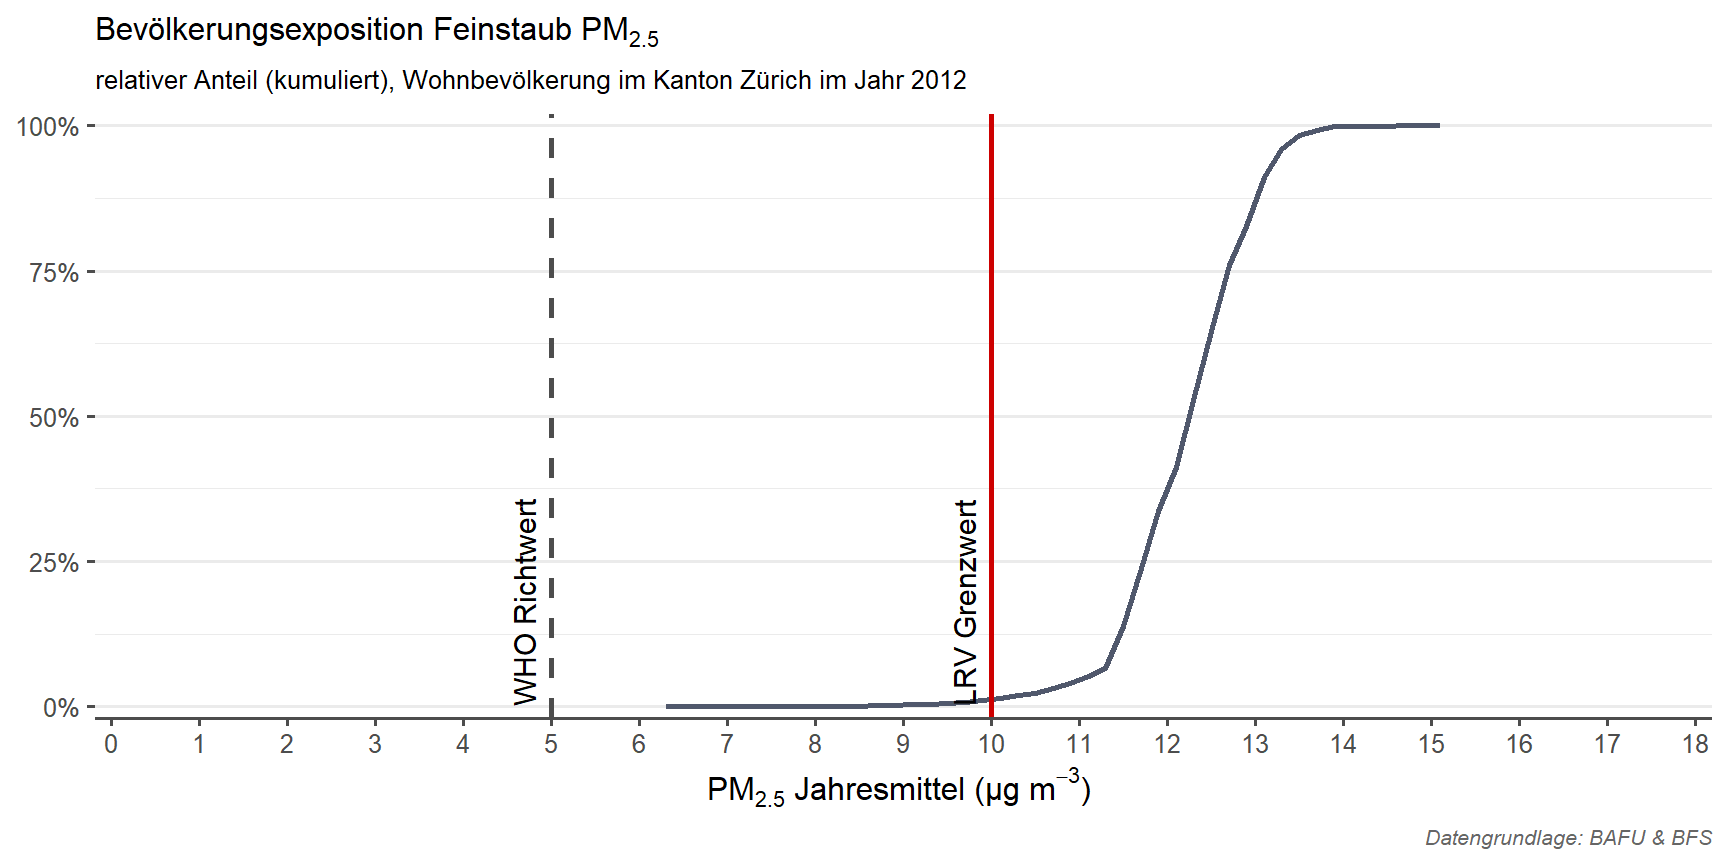 Bevölkerungsexposition Feinstaub PM2.5
relativer Anteil (kumuliert), Wohnbevölkerung im Kanton Zürich im Jahr 2012
100%
75%
50%
25%
0%
WHO Richtwert
LRV Grenzwert
0 1 2 3 4 5 6 7 8 9 10 11 12 13 14 15 16 17 18
PM2.5 Jahresmittel (µg m−3)
Datengrundlage: BAFU & BFS